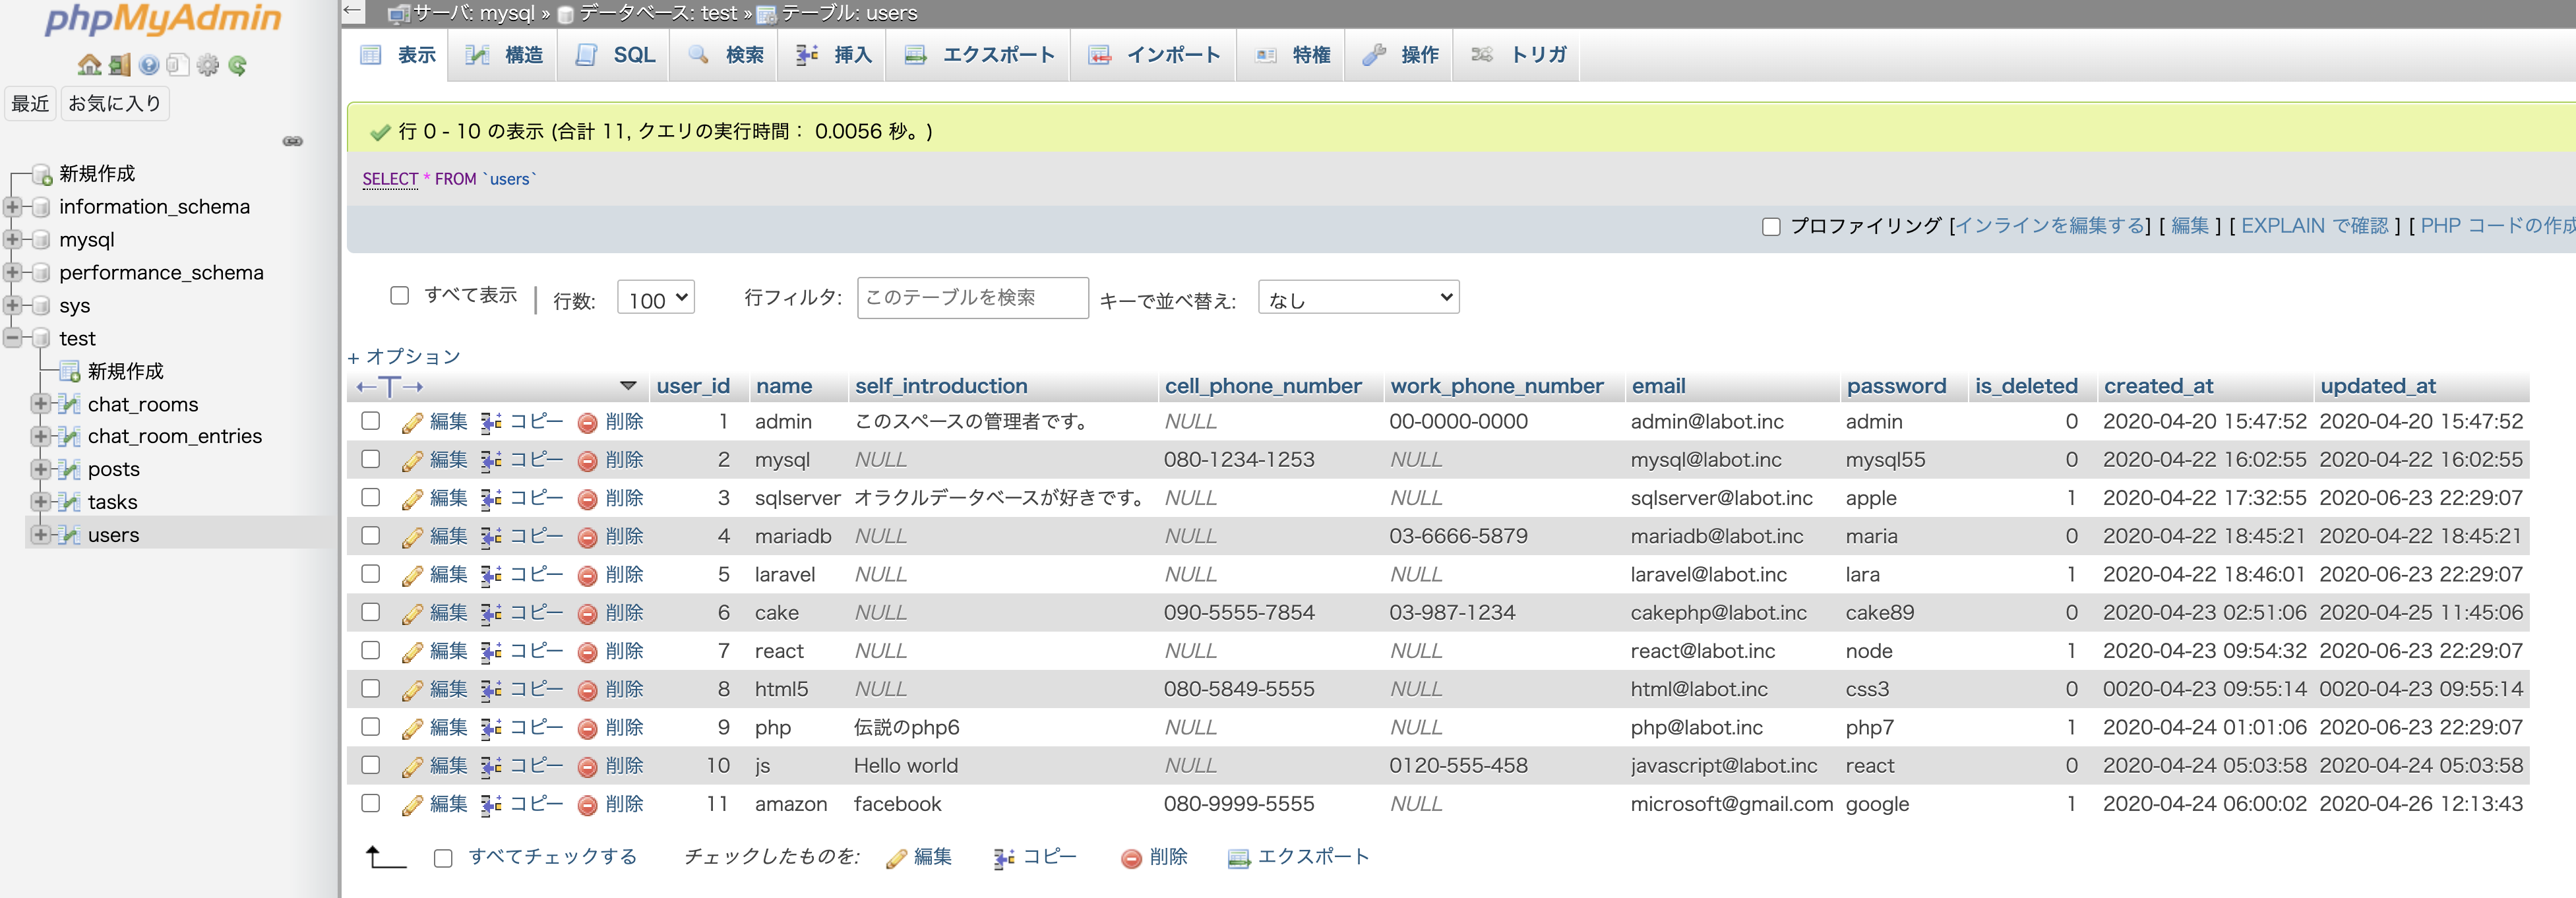 phpMyAdmin
最近 お気に入り
新規作成
information_schema
mysql
performance_schema
sys
test
新規作成
chat_rooms
chat_room_entries
posts
tasks
users
サーバ: mysql » データベース: test » テーブル: users
表示 構造 SQL 検索 挿入 エクスポート インポート 特権 操作 トリガ
行 0 - 10 の表示 (合計 11, クエリの実行時間： 0.0056 秒。)
SELECT * FROM `users`
プロファイリング [インラインを編集する] [ 編集 ] [ EXPLAIN で確認 ] [ PHP コードの作成
すべて表示 | 行数: 100 行フィルタ: このテーブルを検索 キーで並べ替え: なし
+ オプション
←T→ user_id name self_introduction cell_phone_number work_phone_number email password is_deleted created_at updated_at
編集 コピー 削除 1 admin このスペースの管理者です。 NULL 00-0000-0000 admin@labot.inc admin 0 2020-04-20 15:47:52 2020-04-20 15:47:52
編集 コピー 削除 2 mysql NULL 080-1234-1253 NULL mysql@labot.inc mysql55 0 2020-04-22 16:02:55 2020-04-22 16:02:55
編集 コピー 削除 3 sqlserver オラクルデータベースが好きです。 NULL NULL sqlserver@labot.inc apple 1 2020-04-22 17:32:55 2020-06-23 22:29:07
編集 コピー 削除 4 mariadb NULL NULL 03-6666-5879 mariadb@labot.inc maria 0 2020-04-22 18:45:21 2020-04-22 18:45:21
編集 コピー 削除 5 laravel NULL NULL NULL laravel@labot.inc lara 1 2020-04-22 18:46:01 2020-06-23 22:29:07
編集 コピー 削除 6 cake NULL 090-5555-7854 03-987-1234 cakephp@labot.inc cake89 0 2020-04-23 02:51:06 2020-04-25 11:45:06
編集 コピー 削除 7 react NULL NULL NULL react@labot.inc node 1 2020-04-23 09:54:32 2020-06-23 22:29:07
編集 コピー 削除 8 html5 NULL 080-5849-5555 NULL html@labot.inc css3 0 0020-04-23 09:55:14 0020-04-23 09:55:14
編集 コピー 削除 9 php 伝説のphp6 NULL NULL php@labot.inc php7 1 2020-04-24 01:01:06 2020-06-23 22:29:07
編集 コピー 削除 10 js Hello world NULL 0120-555-458 javascript@labot.inc react 0 2020-04-24 05:03:58 2020-04-24 05:03:58
編集 コピー 削除 11 amazon facebook 080-9999-5555 NULL microsoft@gmail.com google 1 2020-04-24 06:00:02 2020-04-26 12:13:43
すべてチェックする チェックしたものを: 編集 コピー 削除 エクスポート